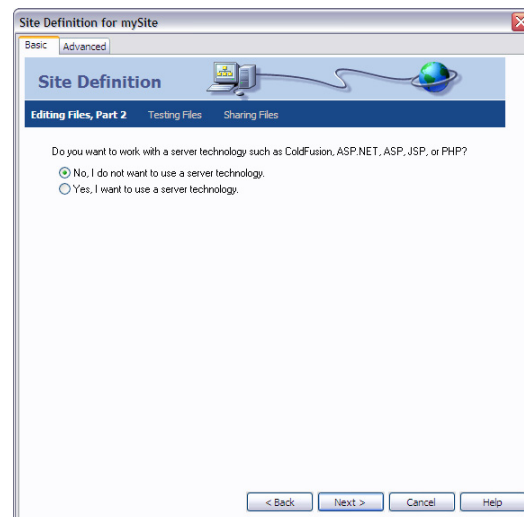 Site Definition for mySite
Basic Advanced
Site Definition
Editing Files, Part 2 Testing Files Sharing Files
Do you want to work with a server technology such as ColdFusion, ASP.NET, ASP, JSP, or PHP?
No, I do not want to use a server technology.
Yes, I want to use a server technology.
< Back Next > Cancel Help